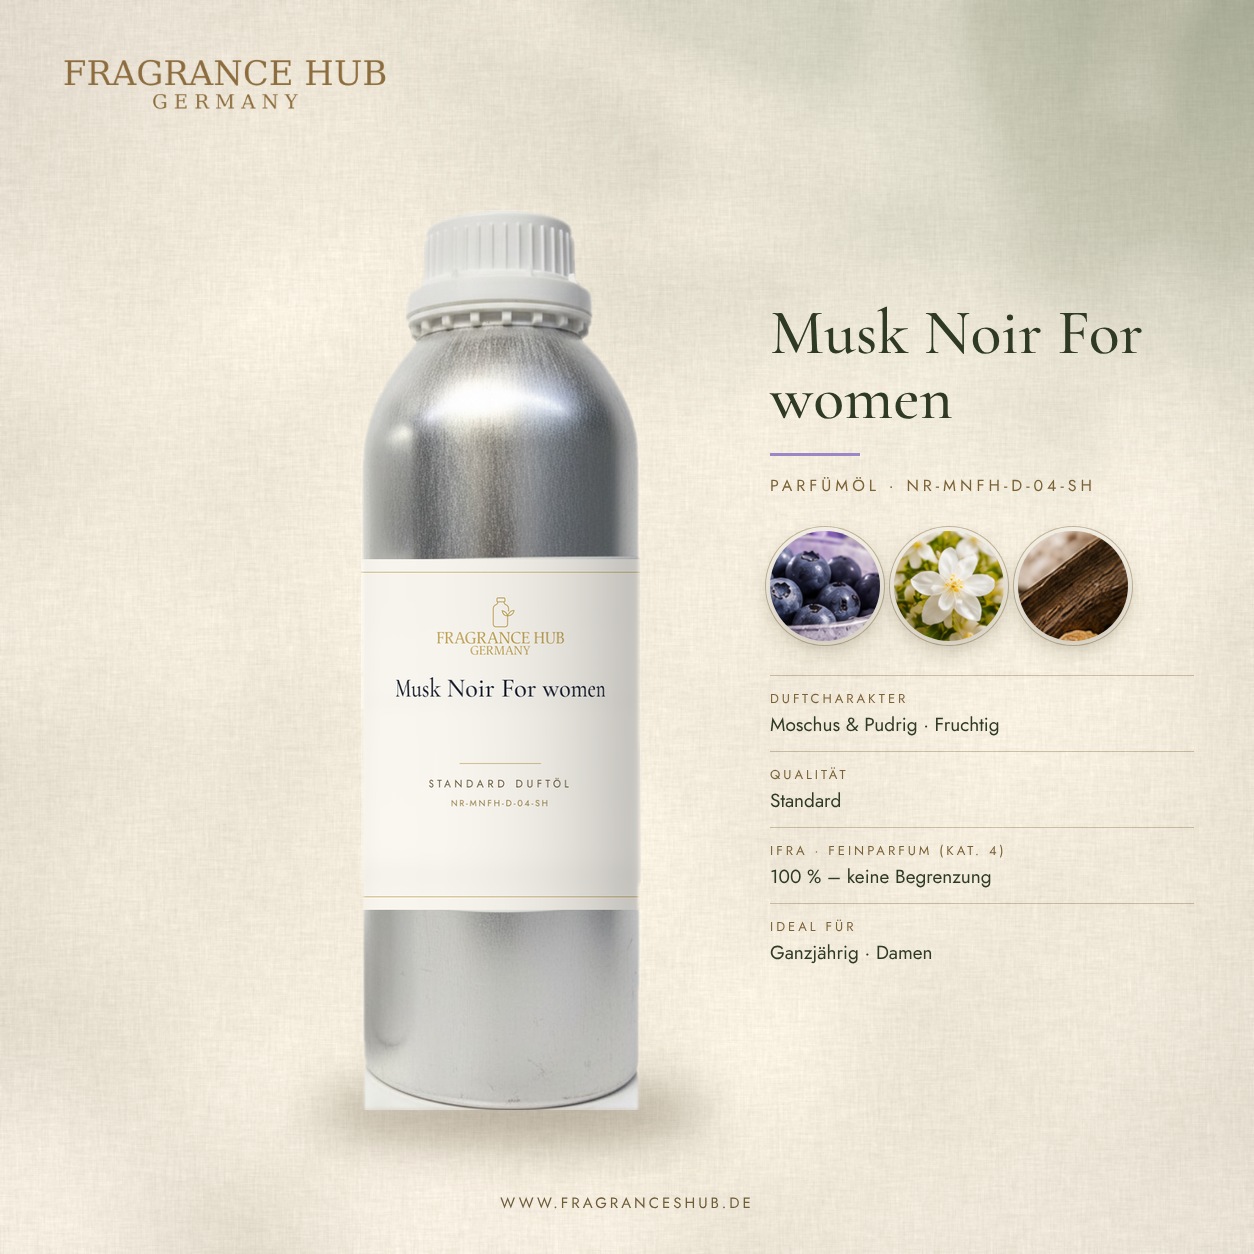 FRAGRANCE HUB
GERMANY
Musk Noir For
women
PARFÜMÖL · NR-MNFH-D-04-SH
FRAGRANCE HUB
GERMANY
Musk Noir For women
STANDARD DUFTÖL
NR-MNFH-D-04-SH
DUFTCHARAKTER
Moschus & Pudrig · Fruchtig
QUALITÄT
Standard
IFRA · FEINPARFUM (KAT. 4)
100 % – keine Begrenzung
IDEAL FÜR
Ganzjährig · Damen
WWW.FRAGRANCESHUB.DE